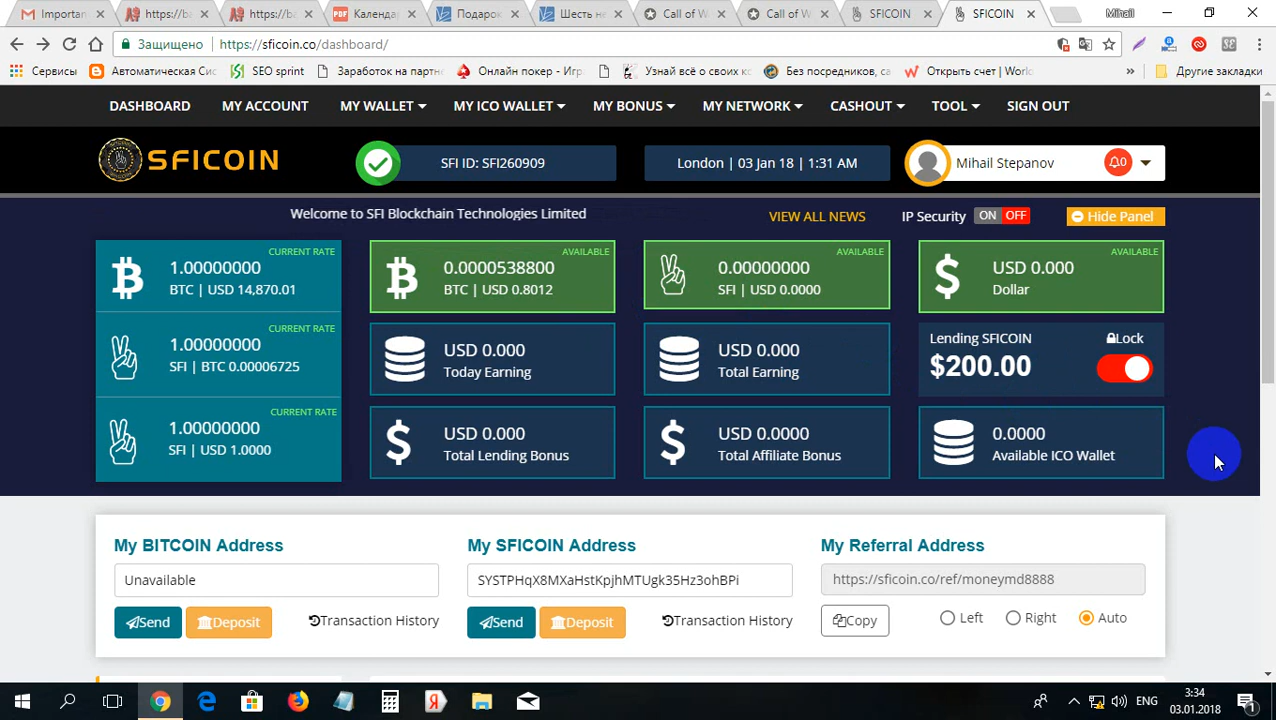 Important
https://ba
https://ba
Календа
Подарок
Шесть не
Call of W
Call of W
SFICOIN
SFICOIN
Mihail
Защищено
https://sficoin.co/dashboard/
Сервисы
Автоматическая Сис
SEO sprint
Заработок на партн
Онлайн покер - Игр
Узнай всё о своих кс
Без посредников, са
Открыть счет | Worl
Другие закладки
DASHBOARD MY ACCOUNT MY WALLET MY ICO WALLET MY BONUS MY NETWORK CASHOUT TOOL SIGN OUT
SFICOIN
SFI ID: SFI260909
London | 03 Jan 18 | 1:31 AM
Mihail Stepanov
0
Welcome to SFI Blockchain Technologies Limited
VIEW ALL NEWS
IP Security ON OFF
Hide Panel
CURRENT RATE
1.00000000
BTC | USD 14,870.01
AVAILABLE
0.0000538800
BTC | USD 0.8012
AVAILABLE
0.00000000
SFI | USD 0.0000
AVAILABLE
USD 0.000
Dollar
CURRENT RATE
1.00000000
SFI | BTC 0.00006725
USD 0.000
Today Earning
USD 0.000
Total Earning
Lending SFICOIN
Lock
$200.00
CURRENT RATE
1.00000000
SFI | USD 1.0000
USD 0.000
Total Lending Bonus
USD 0.0000
Total Affiliate Bonus
0.0000
Available ICO Wallet
My BITCOIN Address
Unavailable
Send
Deposit
Transaction History
My SFICOIN Address
SYSTPHqX8MXaHstKpjhMTUgk35Hz3ohBPi
Send
Deposit
Transaction History
My Referral Address
https://sficoin.co/ref/moneymd8888
Copy
Left
Right
Auto
ENG
3:34
03.01.2018
1